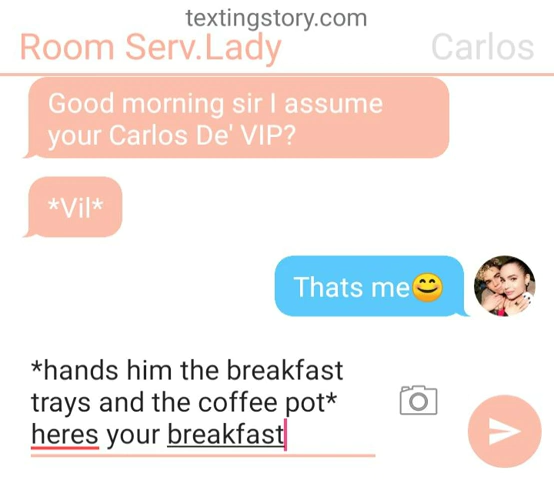 textingstory.com
Room Serv.Lady
Carlos
Good morning sir I assume
your Carlos De' VIP?
*Vil*
Thats me😊
*hands him the breakfast
trays and the coffee pot*
heres your breakfast